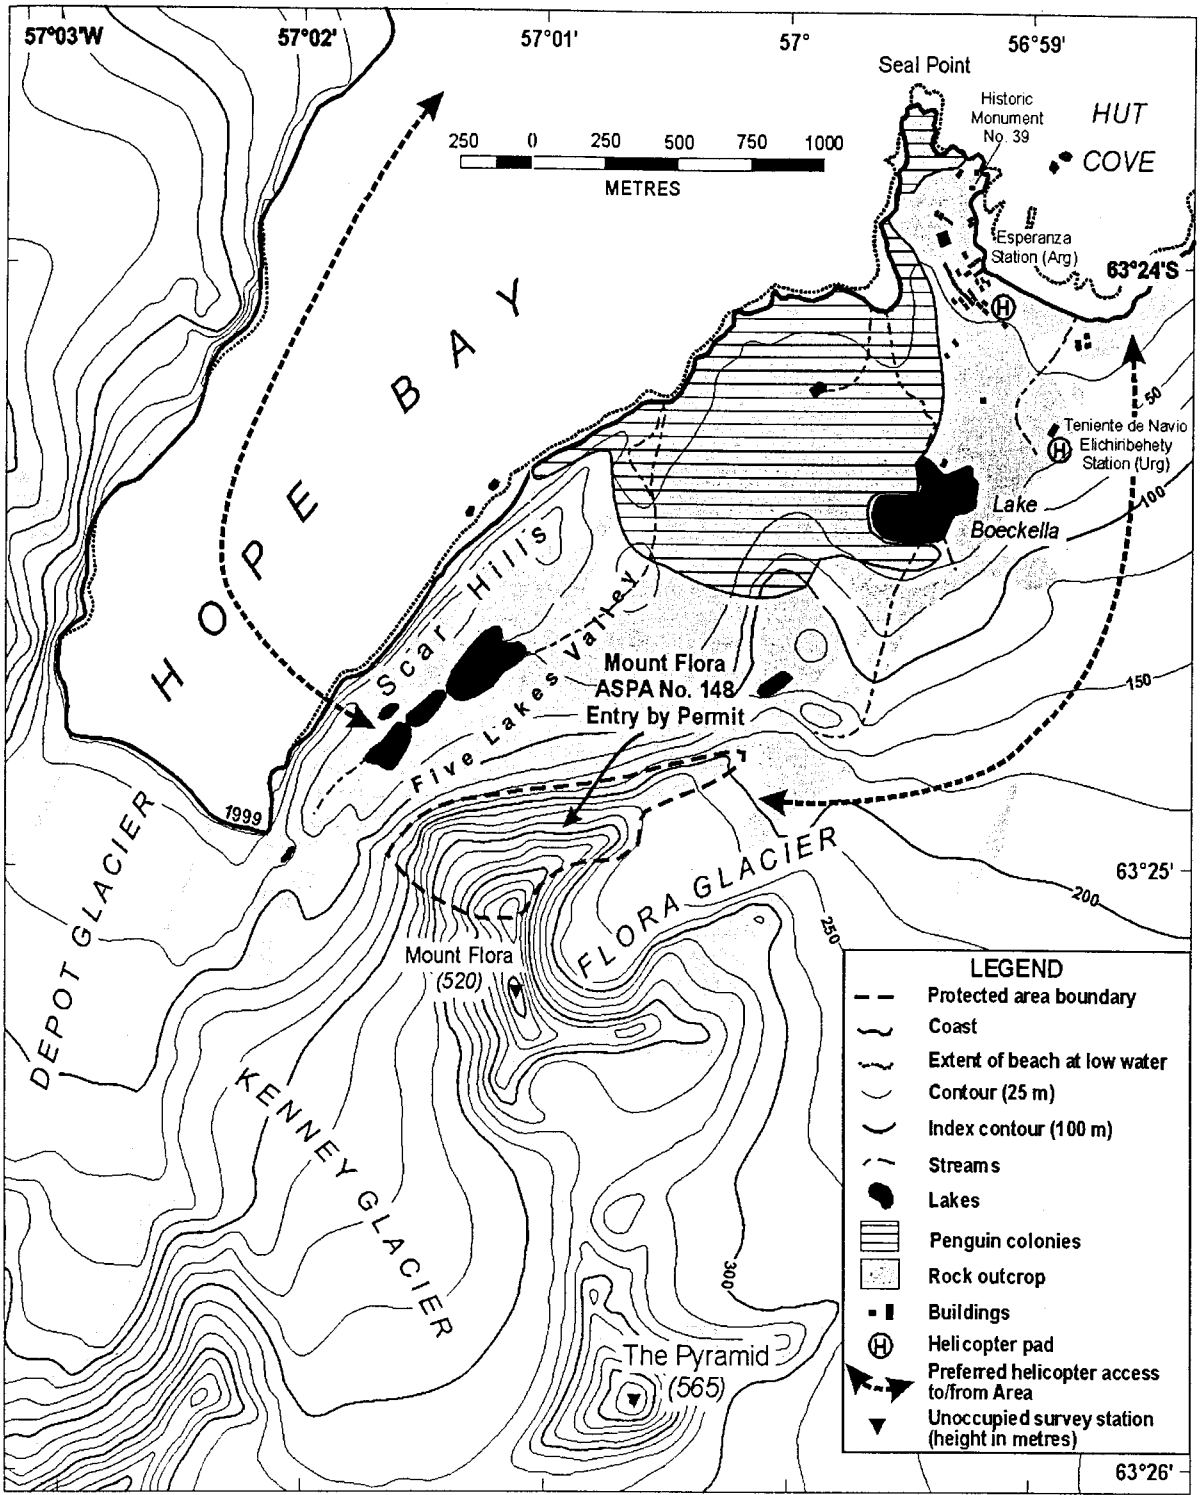 57°03'W
57°02'
57°01'
57°
56°59'
Seal Point
Historic
Monument
No. 39
HUT
COVE
250 0 250 500 750 1000
METRES
Esperanza
Station (Arg)
63°24'S
H
HOPE BAY
50
Teniente de Navio
Elichiribehety
Station (Urg)
H
100
Lake
Boeckella
Scar Hills
Five Lakes Valley
Mount Flora
ASPA No. 148
Entry by Permit
150
1999
DEPOT GLACIER
FLORA GLACIER
63°25'
200
250
Mount Flora
(520)
KENNEY GLACIER
300
The Pyramid
(565)
LEGEND
Protected area boundary
Coast
Extent of beach at low water
Contour (25 m)
Index contour (100 m)
Streams
Lakes
Penguin colonies
Rock outcrop
Buildings
H Helicopter pad
Preferred helicopter access
to/from Area
Unoccupied survey station
(height in metres)
63°26'